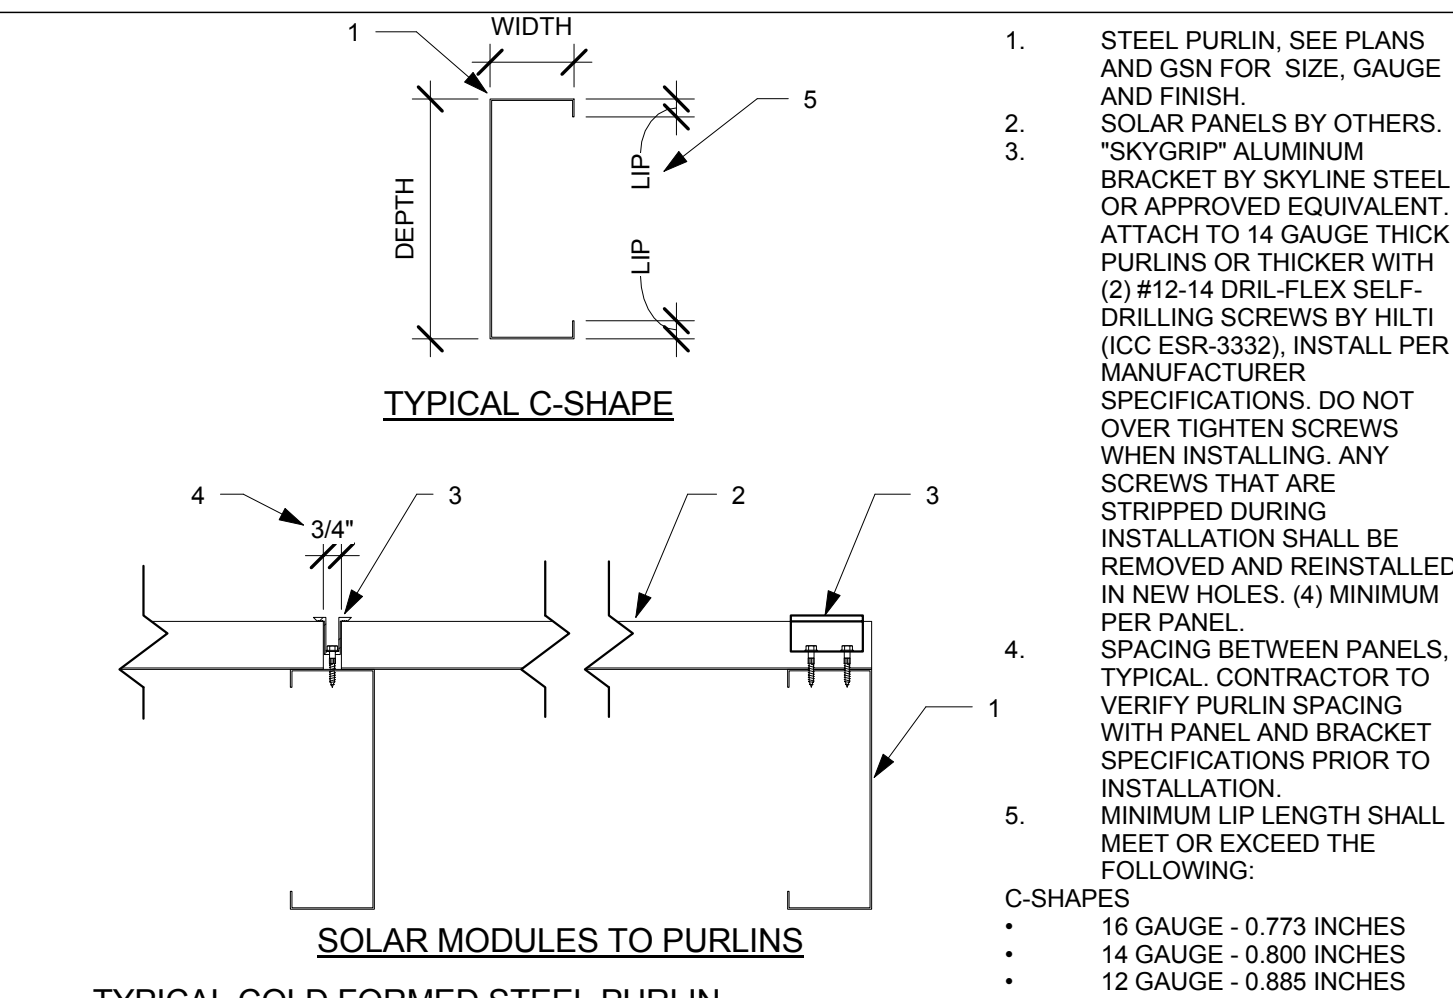 WIDTH
1
5
DEPTH
LIP
LIP
TYPICAL C-SHAPE
4
3
2
3
3/4"
1
SOLAR MODULES TO PURLINS
TYPICAL COLD FORMED STEEL PURLIN
1. STEEL PURLIN, SEE PLANS
AND GSN FOR SIZE, GAUGE
AND FINISH.
2. SOLAR PANELS BY OTHERS.
3. "SKYGRIP" ALUMINUM
BRACKET BY SKYLINE STEEL
OR APPROVED EQUIVALENT.
ATTACH TO 14 GAUGE THICK
PURLINS OR THICKER WITH
(2) #12-14 DRIL-FLEX SELF-
DRILLING SCREWS BY HILTI
(ICC ESR-3332), INSTALL PER
MANUFACTURER
SPECIFICATIONS. DO NOT
OVER TIGHTEN SCREWS
WHEN INSTALLING. ANY
SCREWS THAT ARE
STRIPPED DURING
INSTALLATION SHALL BE
REMOVED AND REINSTALLED
IN NEW HOLES. (4) MINIMUM
PER PANEL.
4. SPACING BETWEEN PANELS,
TYPICAL. CONTRACTOR TO
VERIFY PURLIN SPACING
WITH PANEL AND BRACKET
SPECIFICATIONS PRIOR TO
INSTALLATION.
5. MINIMUM LIP LENGTH SHALL
MEET OR EXCEED THE
FOLLOWING:
C-SHAPES
• 16 GAUGE - 0.773 INCHES
• 14 GAUGE - 0.800 INCHES
• 12 GAUGE - 0.885 INCHES